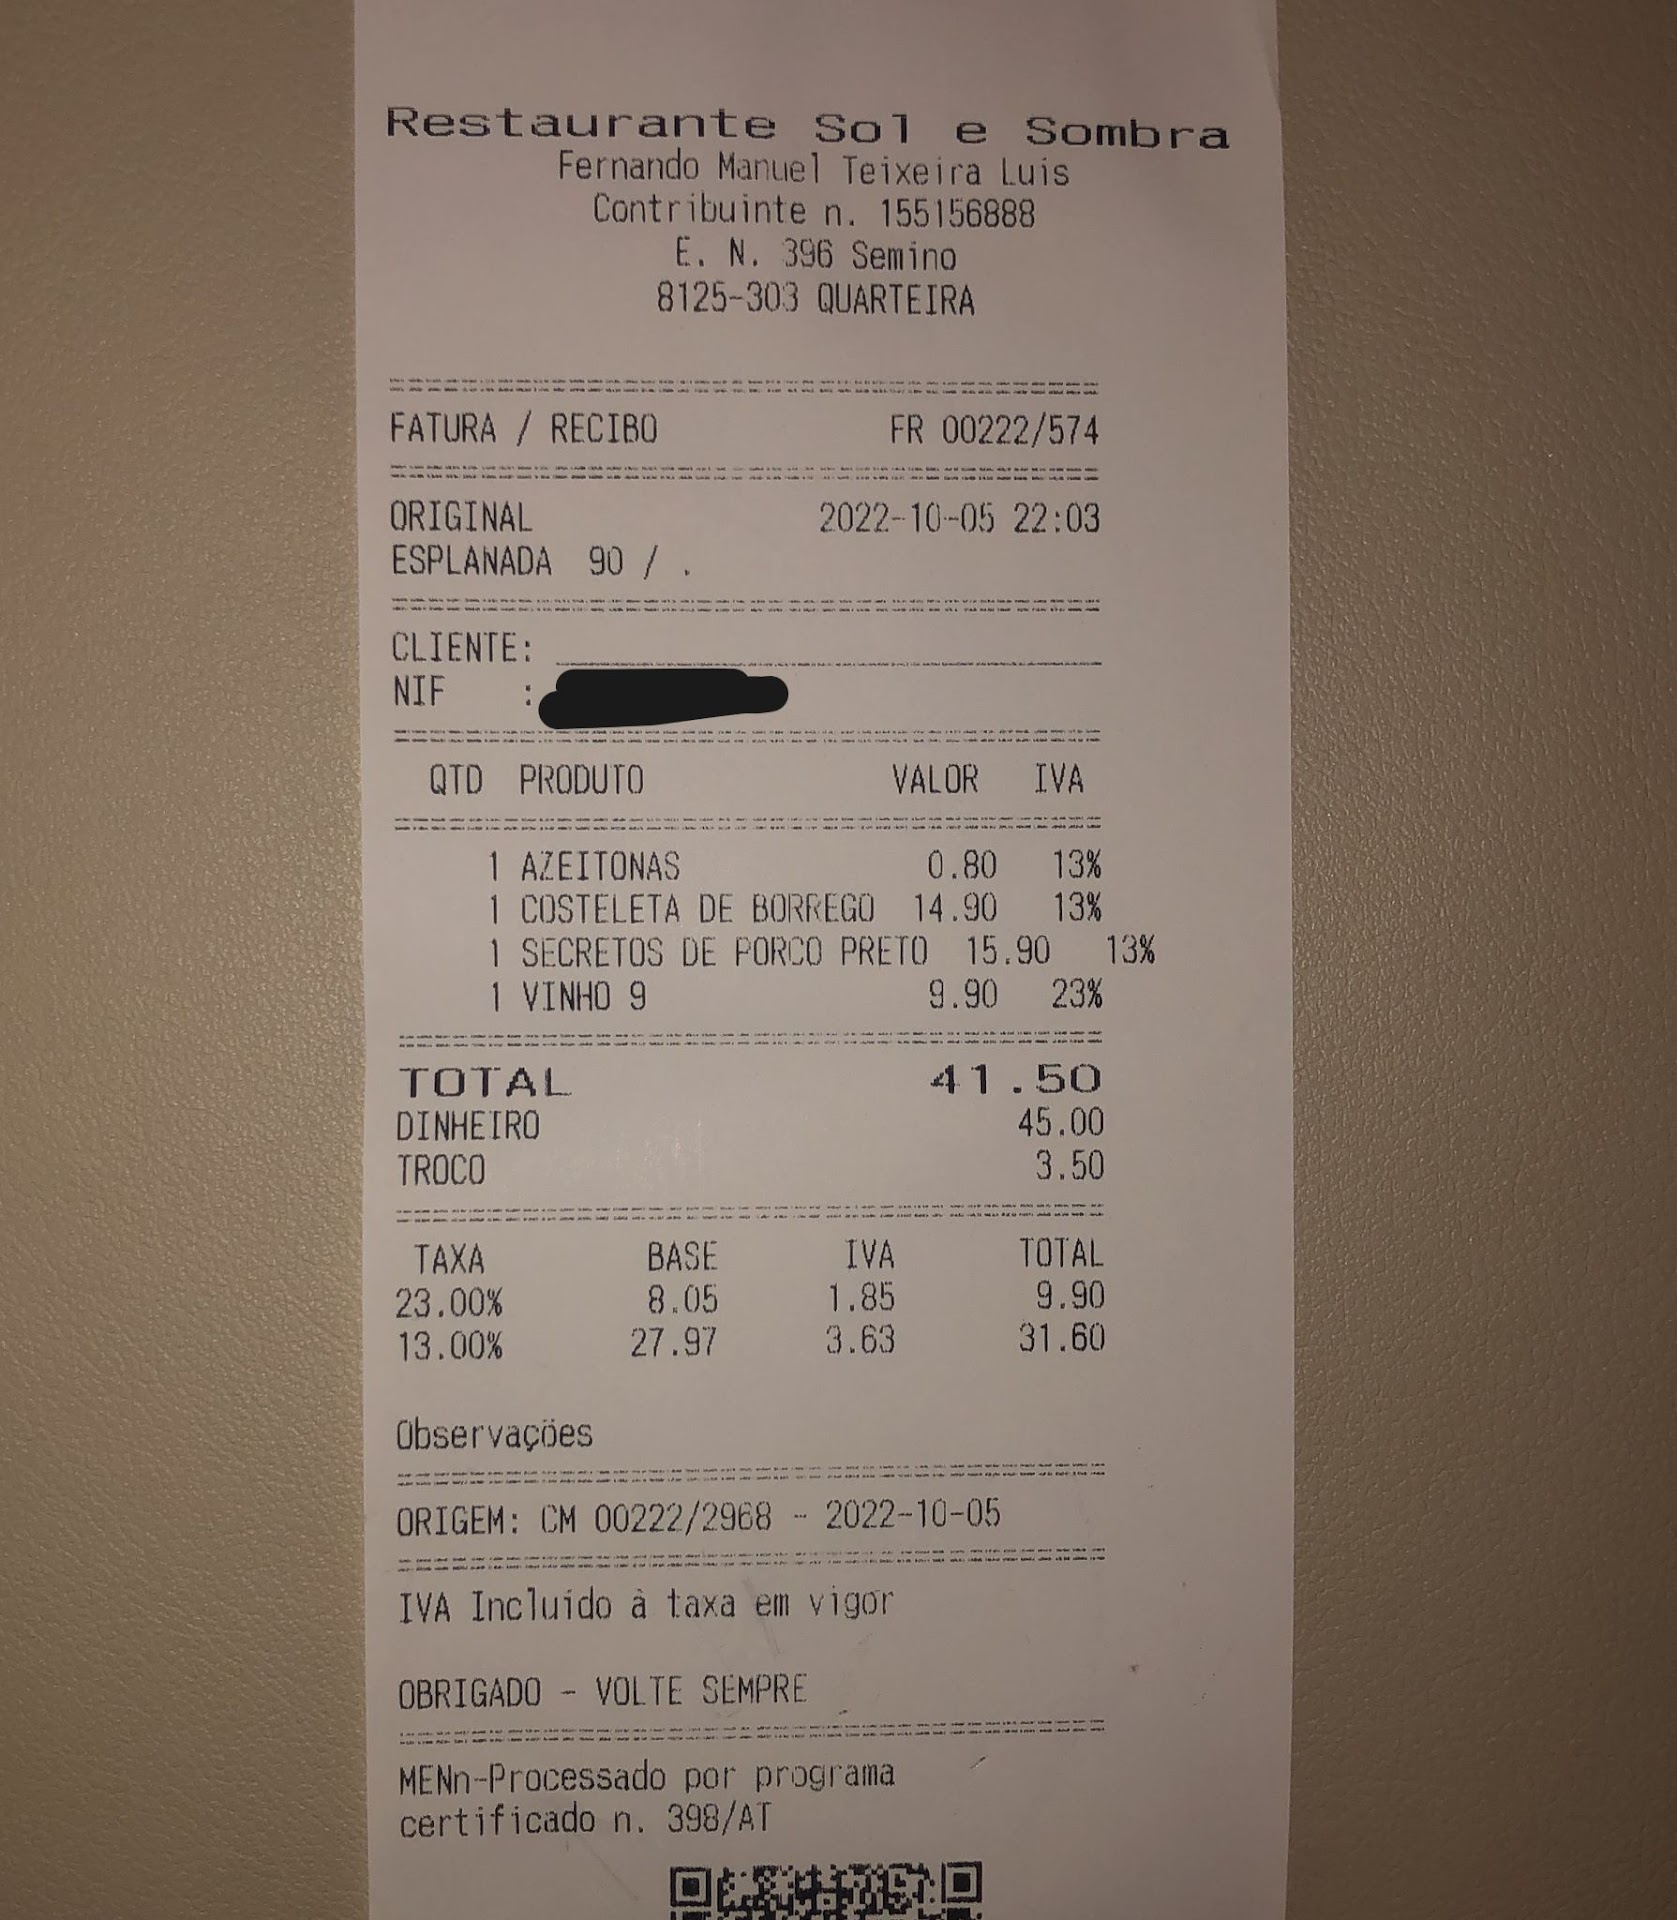 Restaurante Sol e Sombra
Fernando Manuel Teixeira Luis
Contribuinte n. 155156888
E. N. 396 Semino
8125-303 QUARTEIRA
FATURA / RECIBO FR 00222/574
ORIGINAL 2022-10-05 22:03
ESPLANADA 90 / .
CLIENTE:
NIF :
QTD PRODUTO VALOR IVA
1 AZEITONAS 0.80 13%
1 COSTELETA DE BORREGO 14.90 13%
1 SECRETOS DE PORCO PRETO 15.90 13%
1 VINHO 9 9.90 23%
TOTAL 41.50
DINHEIRO 45.00
TROCO 3.50
TAXA BASE IVA TOTAL
23.00% 8.05 1.85 9.90
13.00% 27.97 3.63 31.60
Observações
ORIGEM: CM 00222/2968 - 2022-10-05
IVA Incluído à taxa em vigor
OBRIGADO - VOLTE SEMPRE
MENn-Processado por programa
certificado n. 398/AT